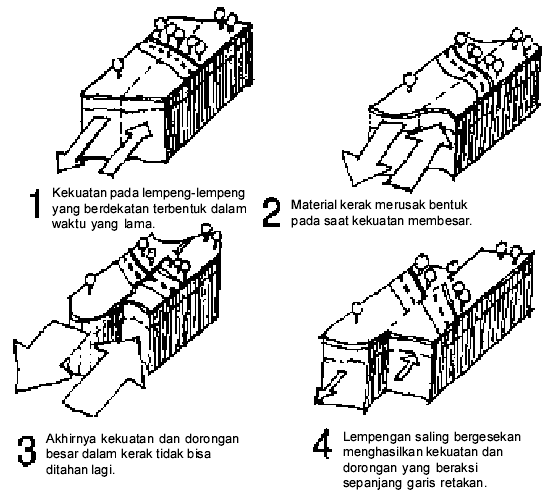 1 Kekuatan pada lempeng-lempeng
yang berdekatan terbentuk dalam
waktu yang lama.
2 Material kerak merusak bentuk
pada saat kekuatan membesar.
3 Akhirnya kekuatan dan dorongan
besar dalam kerak tidak bisa
ditahan lagi.
4 Lempengan saling bergesekan
menghasilkan kekuatan dan
dorongan yang beraksi
sepanjang garis retakan.